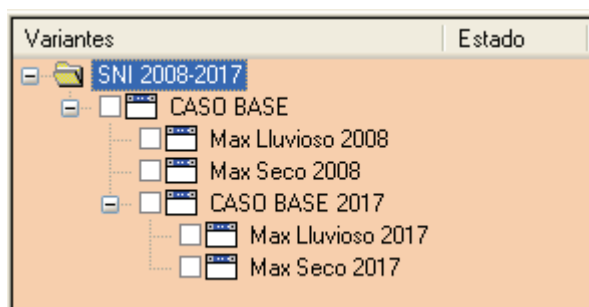 Variantes Estado
SNI 2008-2017
CASO BASE
Max Lluvioso 2008
Max Seco 2008
CASO BASE 2017
Max Lluvioso 2017
Max Seco 2017